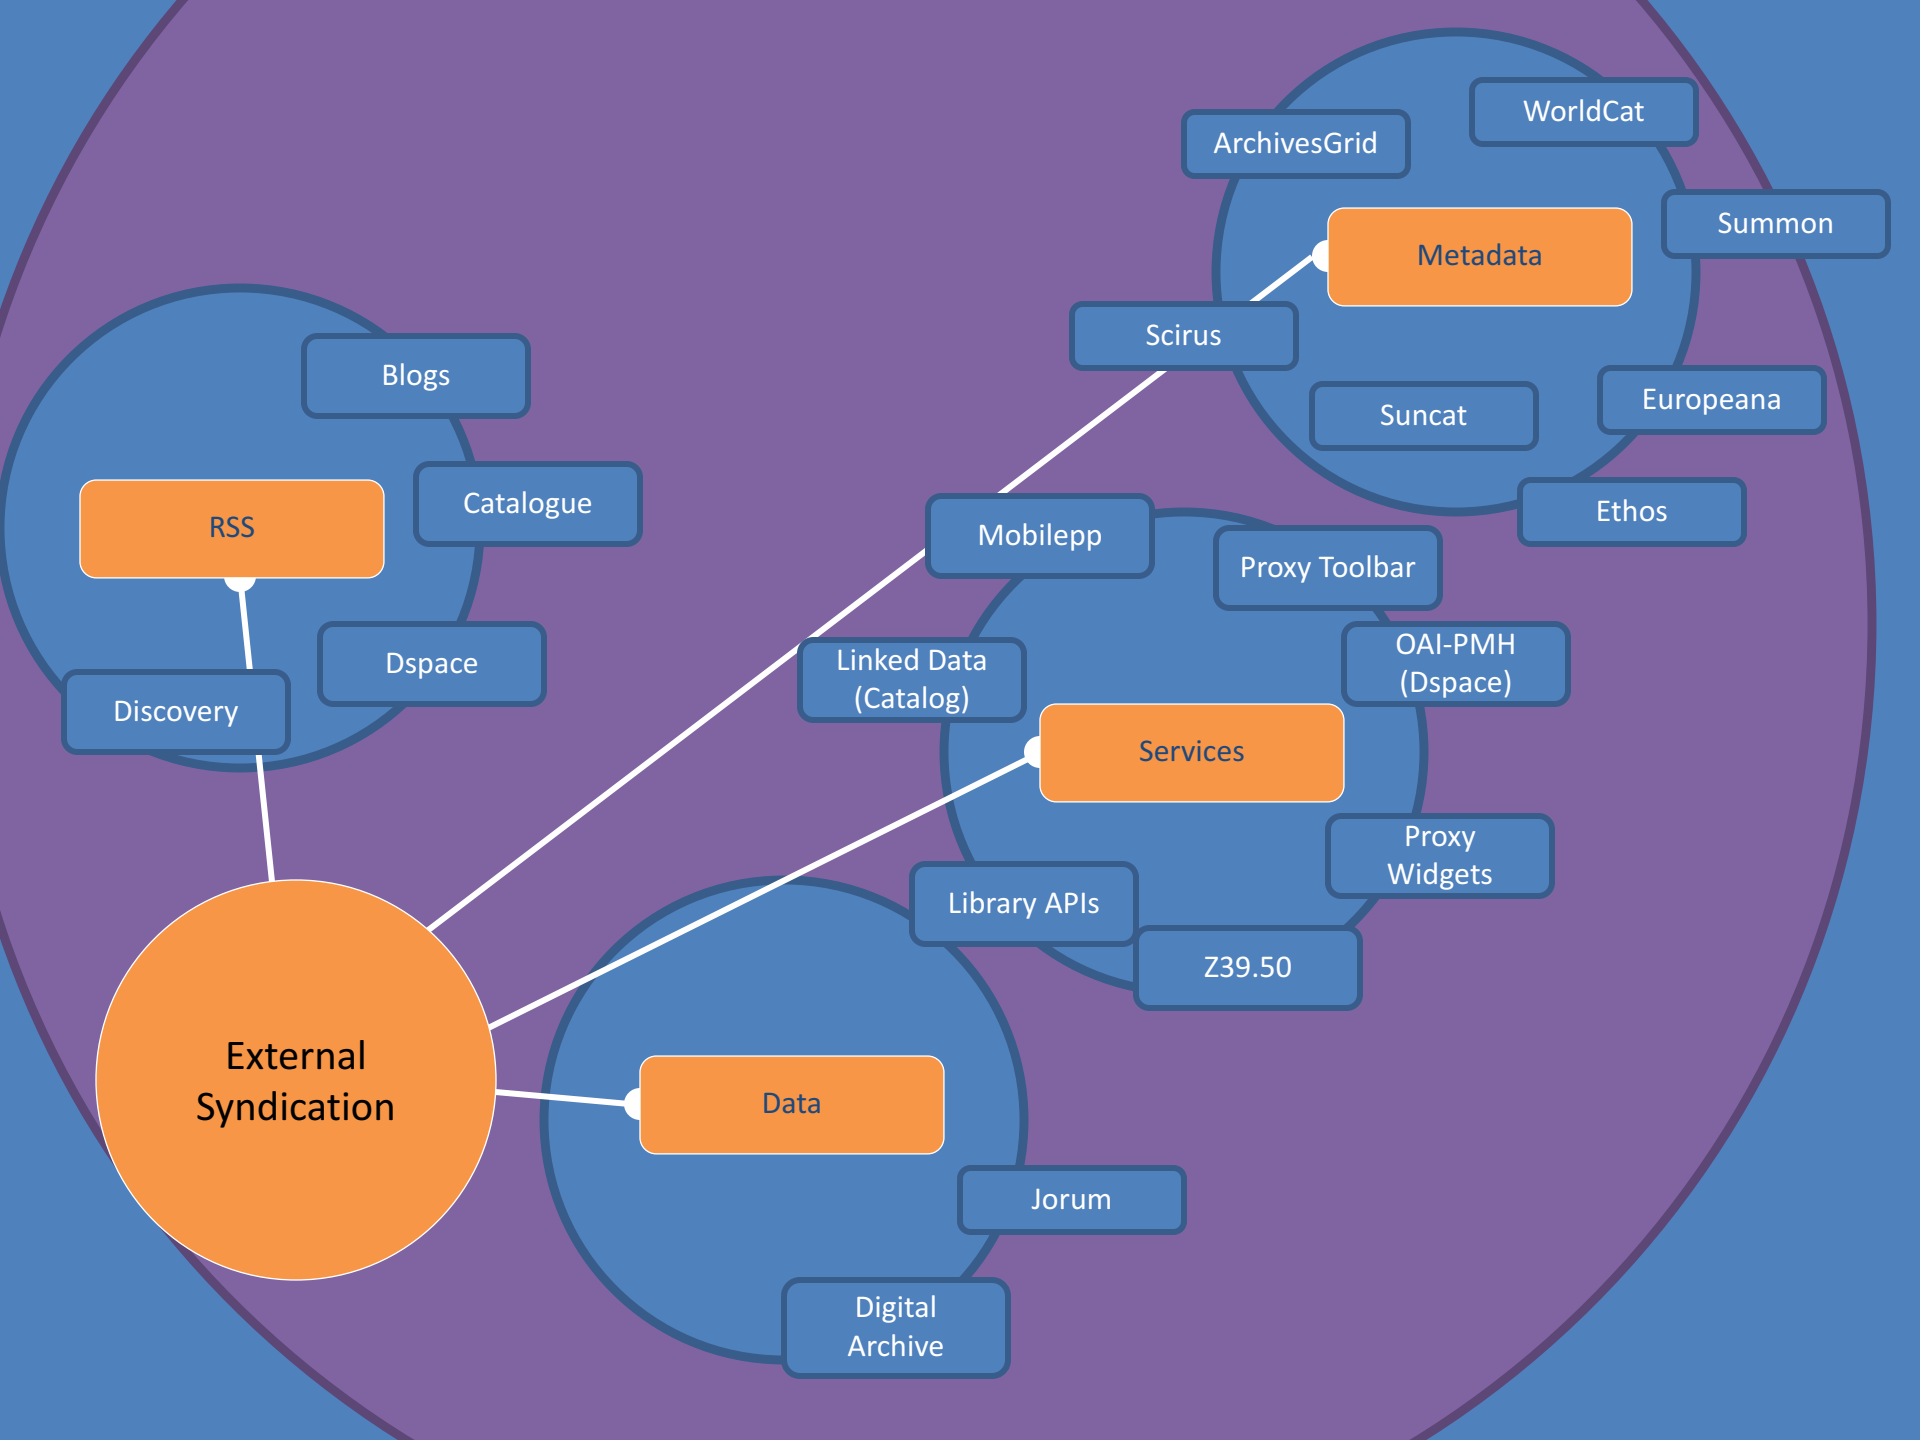 WorldCat
ArchivesGrid
Summon
Metadata
Scirus
Blogs
Europeana
Suncat
Catalogue
Ethos
RSS
Mobilepp
Proxy Toolbar
OAI-PMH
(Dspace)
Linked Data
(Catalog)
Dspace
Discovery
Services
Proxy
Widgets
Library APIs
Z39.50
External
Syndication
Data
Jorum
Digital
Archive